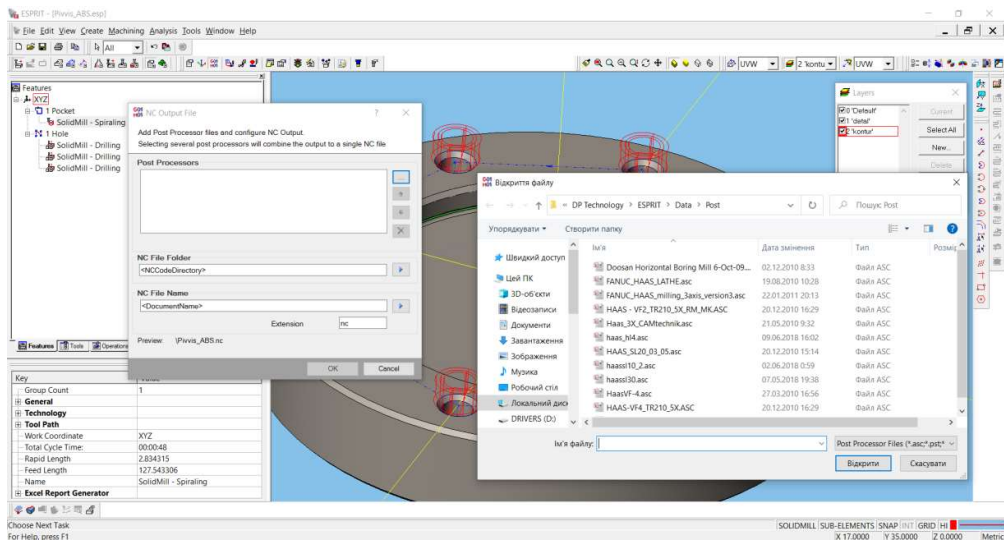 ESPRIT - [Pivvis_ABS.esp]
File Edit View Create Machining Analysis Tools Window Help
All
UVW
2 'kontu
UVW
Features
XYZ
1 Pocket
SolidMill - Spiraling
1 Hole
SolidMill - Drilling
SolidMill - Drilling
SolidMill - Drilling
Features
Tools
Operations
Key
Value
Group Count
1
General
Technology
Tool Path
Work Coordinate
XYZ
Total Cycle Time:
00:00:48
Rapid Length
2.834315
Feed Length
127.543306
Name
SolidMill - Spiraling
Excel Report Generator
NC Output File
Add Post Processor files and configure NC Output.
Selecting several post processors will combine the output to a single NC file
Post Processors
...
NC File Folder
<NCCodeDirectory>
NC File Name
<DocumentName>
Extension
nc
Preview: \Pivvis_ABS.nc
OK
Cancel
Layers
0 'Default'
1 'detal'
2 'kontur'
Current
Select All
New...
Delete
Відкриття файлу
« DP Technology > ESPRIT > Data > Post
Пошук: Post
Упорядкувати
Створити папку
Швидкий доступ
Цей ПК
3D-об'єкти
Відеозаписи
Документи
Завантаження
Зображення
Музика
Робочий стіл
Локальний диск
DRIVERS (D:)
Ім'я
Дата змінення
Тип
Розмір
Doosan Horizontal Boring Mill 6-Oct-09... 02.12.2010 8:33 Файл ASC
FANUC_HAAS_LATHE.asc 19.08.2010 10:28 Файл ASC
FANUC_HAAS_milling_3axis_version3.asc 22.01.2011 20:13 Файл ASC
HAAS - VF2_TR210_5X_RM_MK.ASC 20.12.2010 16:29 Файл ASC
Haas_3X_CAMtechnik.asc 21.05.2010 9:32 Файл ASC
haas_hl4.asc 09.06.2018 16:02 Файл ASC
HAAS_SL20_03_05.asc 20.12.2010 15:14 Файл ASC
haassl10_2.asc 02.06.2018 0:59 Файл ASC
haassl30.asc 07.05.2018 19:38 Файл ASC
HaasVF-4.asc 27.03.2010 16:56 Файл ASC
HAAS-VF4_TR210_5X.ASC 20.12.2010 16:29 Файл ASC
Ім'я файлу:
Post Processor Files (*.asc;*.pst;*
Відкрити
Скасувати
Choose Next Task
SOLIDMILL SUB-ELEMENTS SNAP INT GRID HI
For Help, press F1
X 17.0000 Y 35.0000 Z 0.0000 Metric